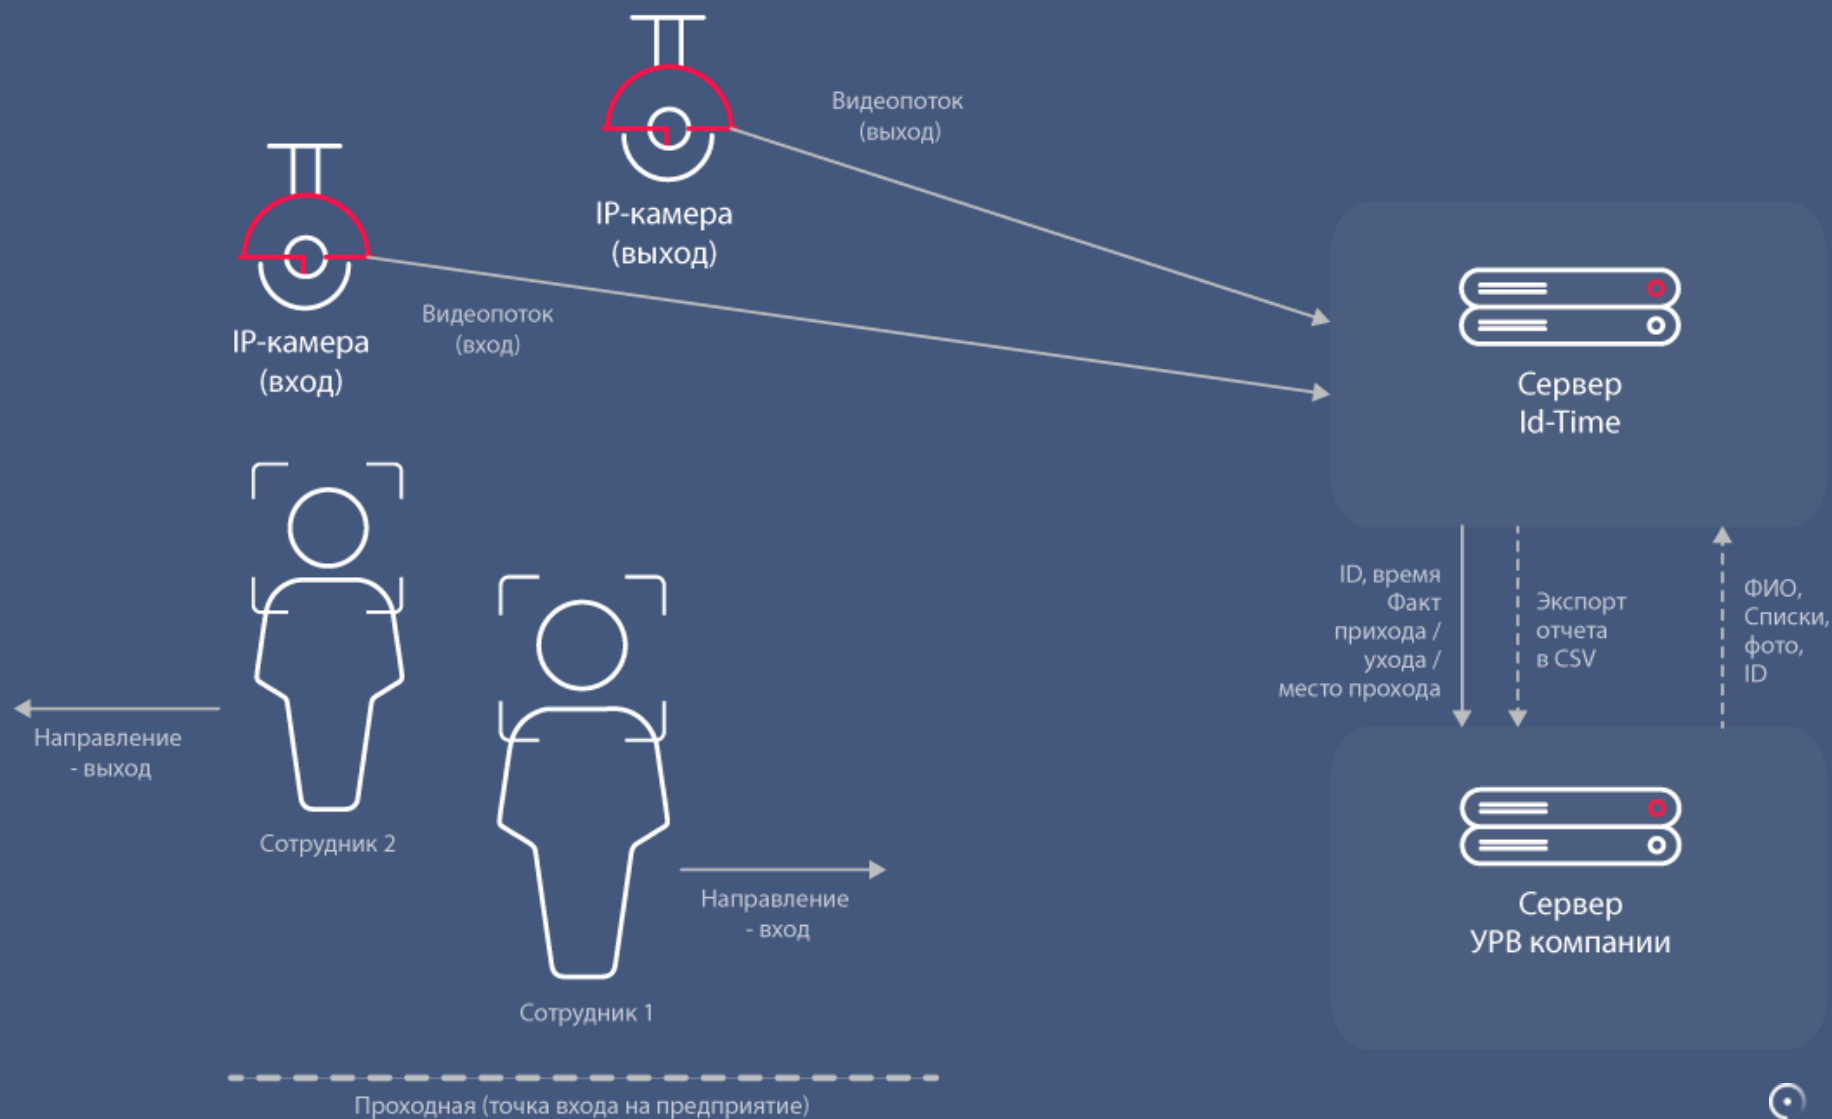 Видеопоток
(выход)
IP-камера
(выход)
Видеопоток
(вход)
IP-камера
(вход)
Сервер
Id-Time
ID, время
Факт
прихода /
ухода /
место прохода
Экспорт
отчета
в CSV
ФИО,
Списки,
фото,
ID
Направление
- выход
Сотрудник 2
Направление
- вход
Сотрудник 1
Сервер
УРВ компании
Проходная (точка входа на предприятие)